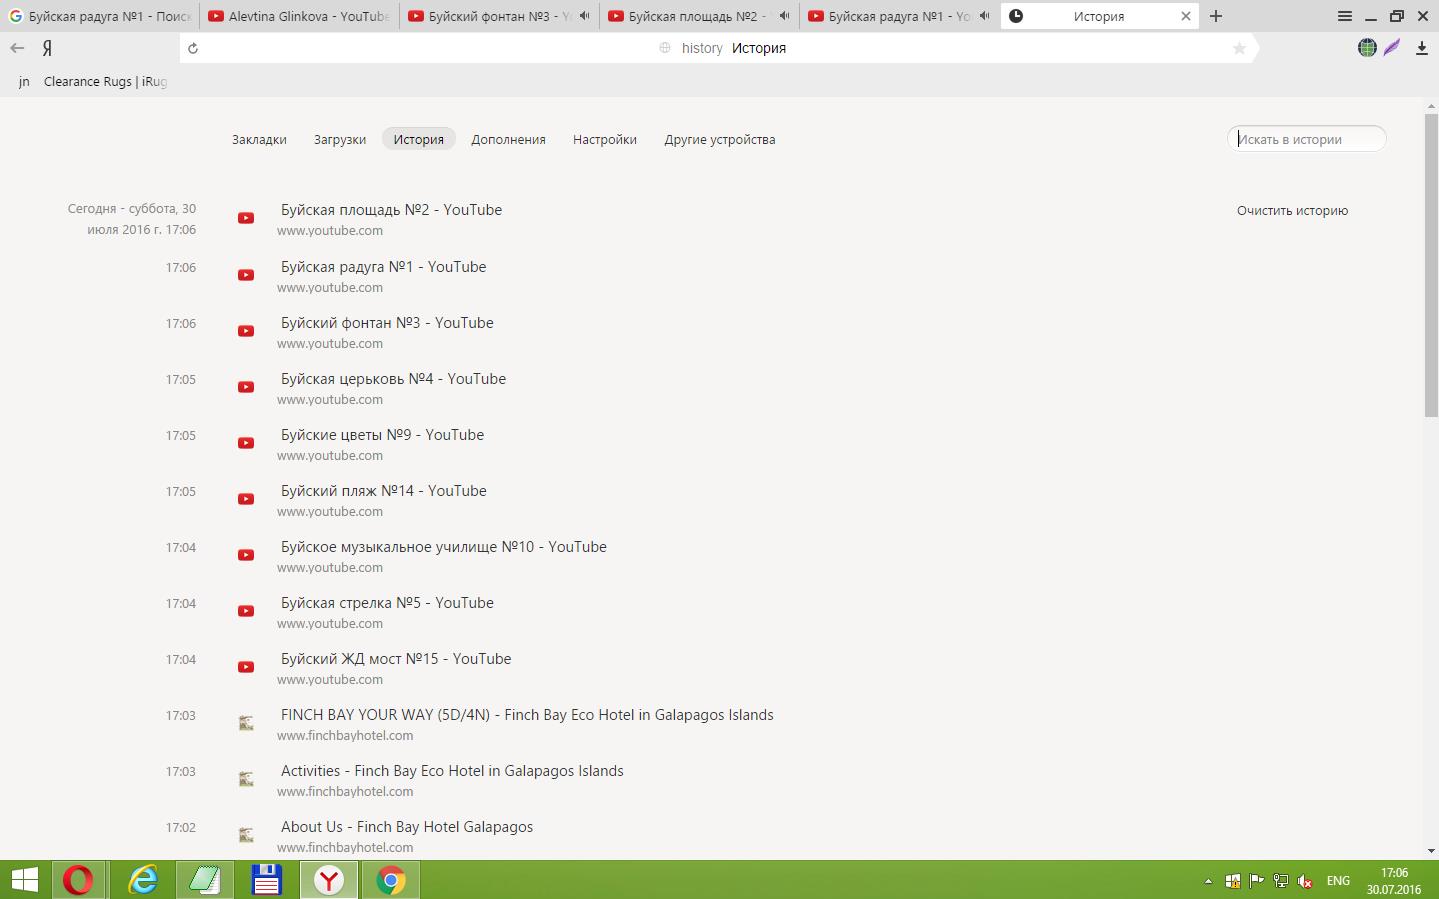 Буйская радуга №1 - Поиск
Alevtina Glinkova - YouTube
Буйский фонтан №3 -
Буйская площадь №2 -
Буйская радуга №1 -
История
Я
history История
jn
Clearance Rugs | iRug
Закладки
Загрузки
История
Дополнения
Настройки
Другие устройства
Искать в истории
Сегодня - суббота, 30
июля 2016 г. 17:06
Буйская площадь №2 - YouTube
www.youtube.com
Очистить историю
17:06
Буйская радуга №1 - YouTube
www.youtube.com
17:06
Буйский фонтан №3 - YouTube
www.youtube.com
17:05
Буйская церьковь №4 - YouTube
www.youtube.com
17:05
Буйские цветы №9 - YouTube
www.youtube.com
17:05
Буйский пляж №14 - YouTube
www.youtube.com
17:04
Буйское музыкальное училище №10 - YouTube
www.youtube.com
17:04
Буйская стрелка №5 - YouTube
www.youtube.com
17:04
Буйский ЖД мост №15 - YouTube
www.youtube.com
17:03
FINCH BAY YOUR WAY (5D/4N) - Finch Bay Eco Hotel in Galapagos Islands
www.finchbayhotel.com
17:03
Activities - Finch Bay Eco Hotel in Galapagos Islands
www.finchbayhotel.com
17:02
About Us - Finch Bay Hotel Galapagos
www.finchbayhotel.com
ENG
17:06
30.07.2016